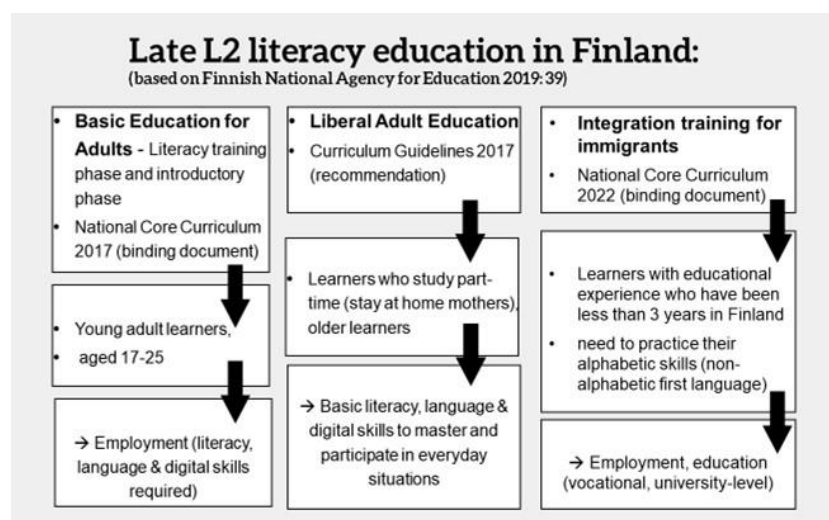 Late L2 literacy education in Finland:
(based on Finnish National Agency for Education 2019:39)
• Basic Education for
Adults - Literacy training
phase and introductory
phase
• National Core Curriculum
2017 (binding document)
• Young adult learners,
• aged 17-25
→ Employment (literacy,
language & digital skills
required)
• Liberal Adult Education
• Curriculum Guidelines 2017
(recommendation)
• Learners who study part-
time (stay at home mothers),
older learners
→ Basic literacy, language &
digital skills to master and
participate in everyday
situations
• Integration training for
immigrants
• National Core Curriculum
2022 (binding document)
• Learners with educational
experience who have been
less than 3 years in Finland
• need to practice their
alphabetic skills (non-
alphabetic first language)
→ Employment, education
(vocational, university-level)